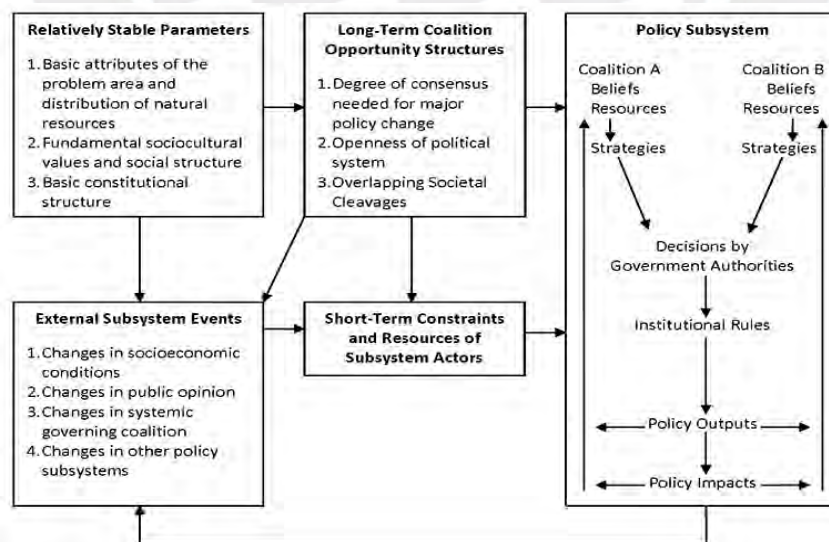 Relatively Stable Parameters
1. Basic attributes of the
problem area and
distribution of natural
resources
2. Fundamental sociocultural
values and social structure
3. Basic constitutional
structure
Long-Term Coalition
Opportunity Structures
1. Degree of consensus
needed for major
policy change
2. Openness of political
system
3. Overlapping Societal
Cleavages
Policy Subsystem
Coalition A
Beliefs
Resources
Strategies
Coalition B
Beliefs
Resources
Strategies
Decisions by
Government Authorities
Institutional Rules
Policy Outputs
Policy Impacts
External Subsystem Events
1. Changes in socioeconomic
conditions
2. Changes in public opinion
3. Changes in systemic
governing coalition
4. Changes in other policy
subsystems
Short-Term Constraints
and Resources of
Subsystem Actors